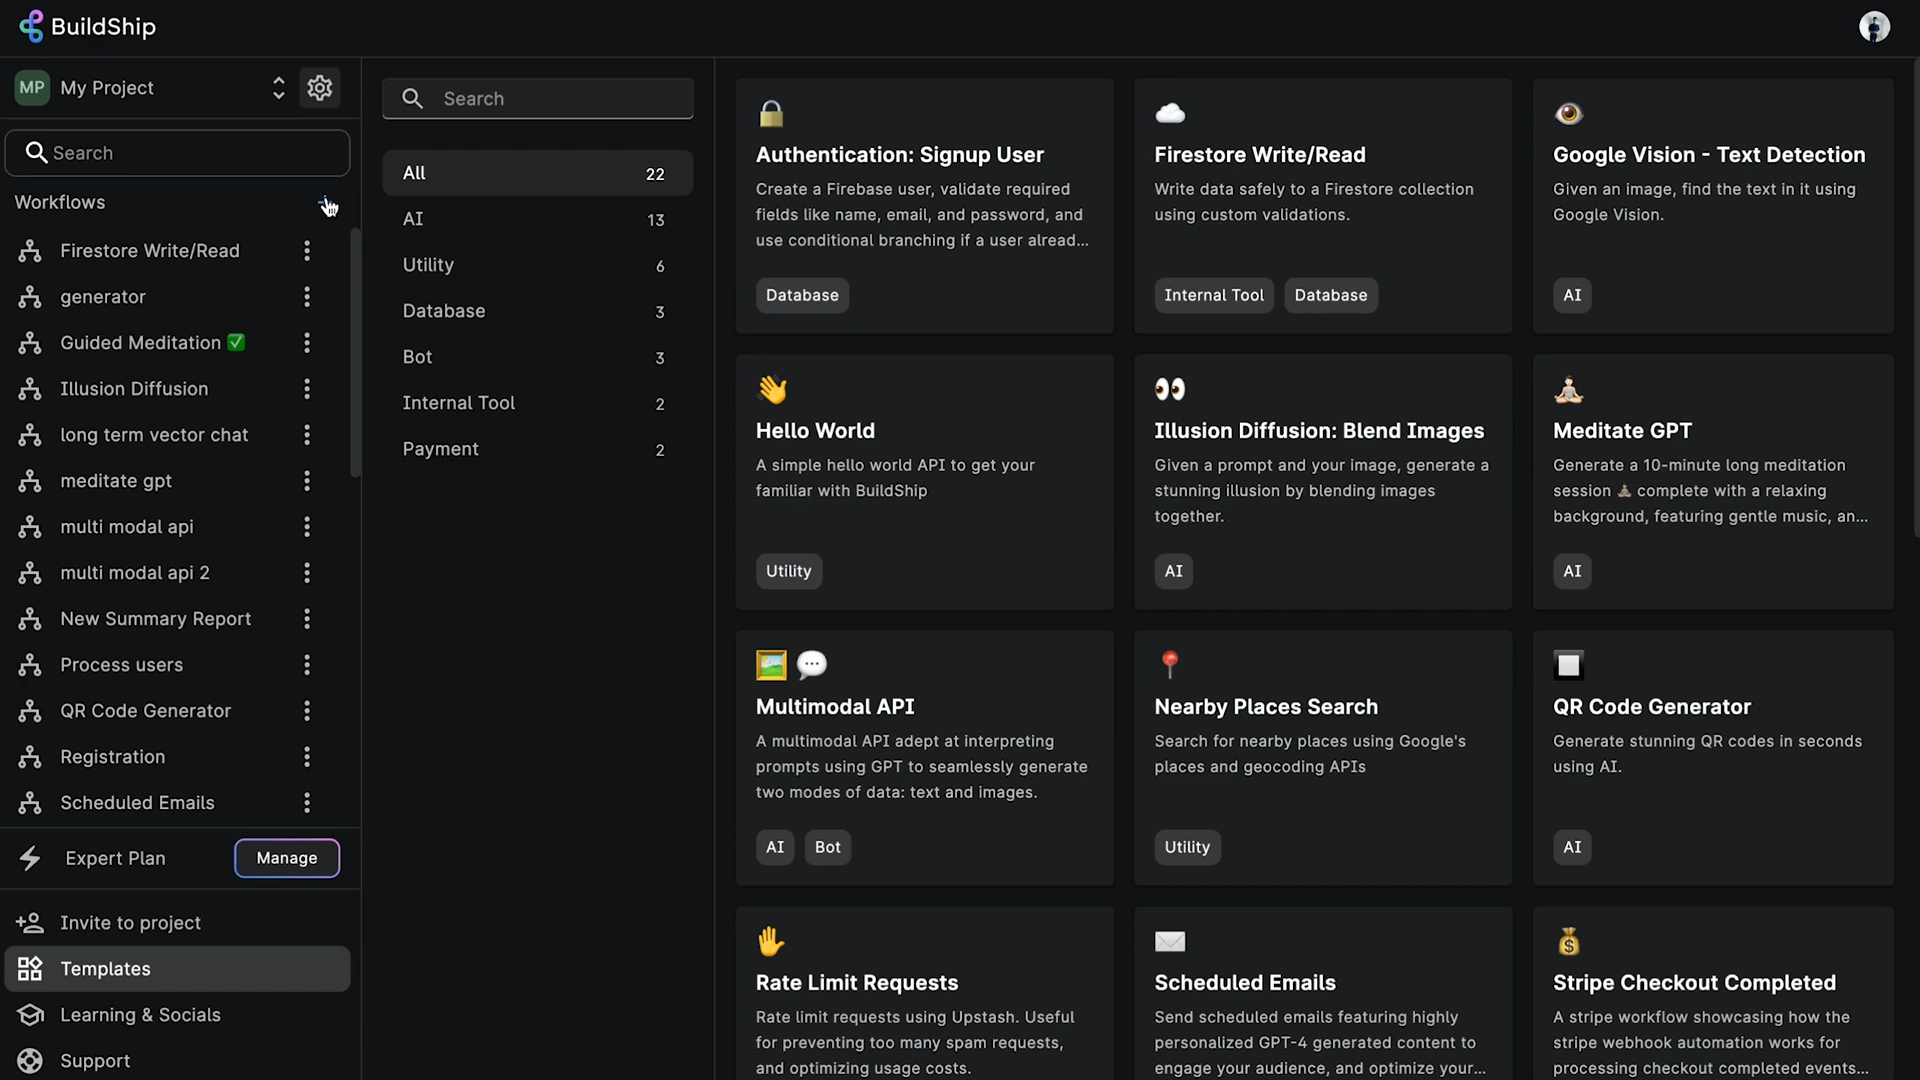 BuildShip
MP My Project
Search
Workflows
Firestore Write/Read
generator
Guided Meditation ✅
Illusion Diffusion
long term vector chat
meditate gpt
multi modal api
multi modal api 2
New Summary Report
Process users
QR Code Generator
Registration
Scheduled Emails
Expert Plan Manage
Invite to project
Templates
Learning & Socials
Support
Search
All 22
AI 13
Utility 6
Database 3
Bot 3
Internal Tool 2
Payment 2
Authentication: Signup User
Create a Firebase user, validate required
fields like name, email, and password, and
use conditional branching if a user alread...
Database
Firestore Write/Read
Write data safely to a Firestore collection
using custom validations.
Internal Tool Database
Google Vision - Text Detection
Given an image, find the text in it using
Google Vision.
AI
Hello World
A simple hello world API to get your
familiar with BuildShip
Utility
Illusion Diffusion: Blend Images
Given a prompt and your image, generate a
stunning illusion by blending images
together.
AI
Meditate GPT
Generate a 10-minute long meditation
session 🧘 complete with a relaxing
background, featuring gentle music, an...
AI
Multimodal API
A multimodal API adept at interpreting
prompts using GPT to seamlessly generate
two modes of data: text and images.
AI Bot
Nearby Places Search
Search for nearby places using Google's
places and geocoding APIs
Utility
QR Code Generator
Generate stunning QR codes in seconds
using AI.
AI
Rate Limit Requests
Rate limit requests using Upstash. Useful
for preventing too many spam requests,
and optimizing usage costs.
Scheduled Emails
Send scheduled emails featuring highly
personalized GPT-4 generated content to
engage your audience, and optimize your...
Stripe Checkout Completed
A stripe workflow showcasing how the
stripe webhook automation works for
processing checkout completed events...